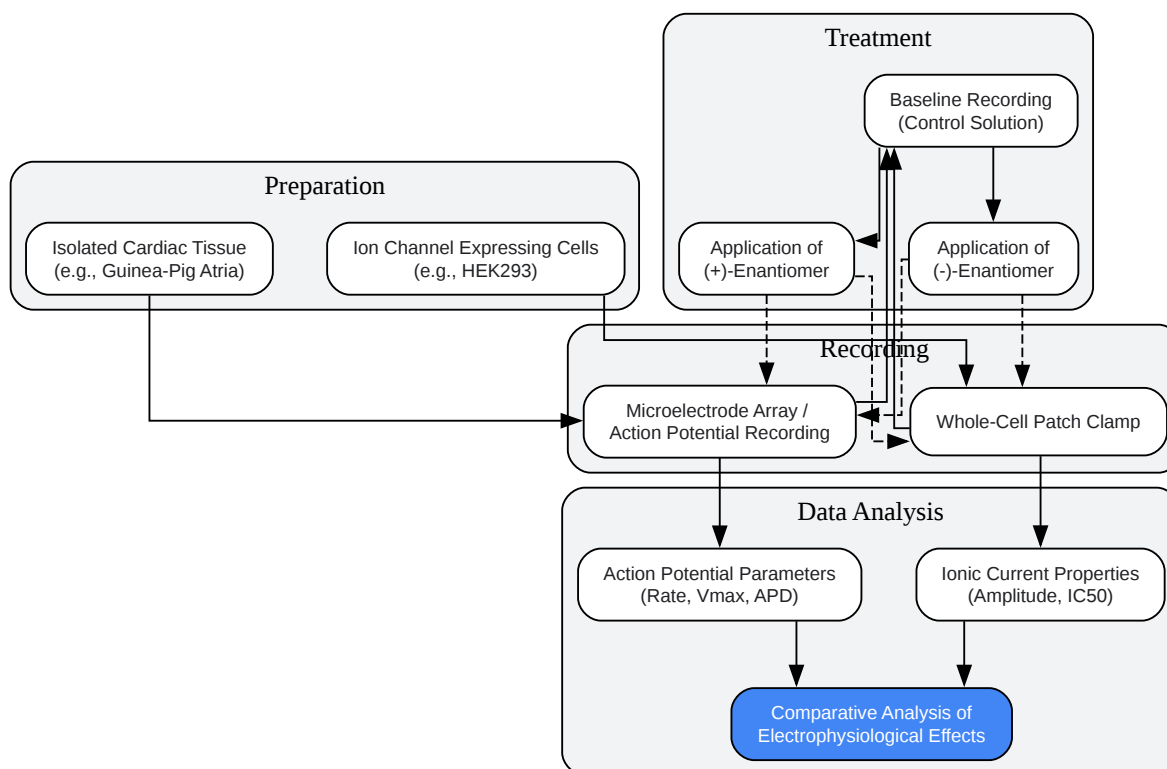 Treatment
Baseline Recording
(Control Solution)
Preparation
Isolated Cardiac Tissue
(e.g., Guinea-Pig Atria)
Ion Channel Expressing Cells
(e.g., HEK293)
Application of
(+)-Enantiomer
Application of
(-)-Enantiomer
Recording
Microelectrode Array /
Action Potential Recording
Whole-Cell Patch Clamp
Data Analysis
Action Potential Parameters
(Rate, Vmax, APD)
Ionic Current Properties
(Amplitude, IC50)
Comparative Analysis of
Electrophysiological Effects